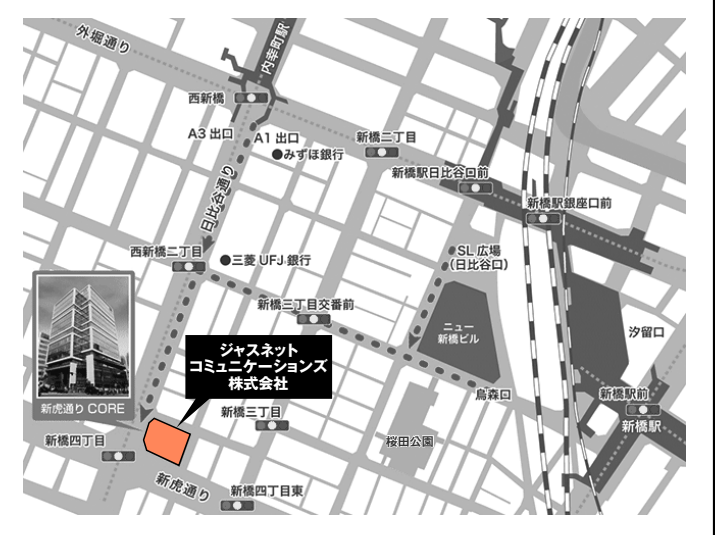 外堀通り
内幸町駅
西新橋
A3 出口
A1 出口
●みずほ銀行
新橋二丁目
新橋駅日比谷口前
新橋駅銀座口前
日比谷通り
西新橋二丁目
●三菱 UFJ 銀行
SL 広場
(日比谷口)
新橋三丁目交番前
ニュー
新橋ビル
汐留口
ジャスネット
コミュニケーションズ
株式会社
新虎通り CORE
烏森口
新橋駅前
新橋駅
新橋三丁目
桜田公園
新橋四丁目
新虎通り
新橋四丁目東